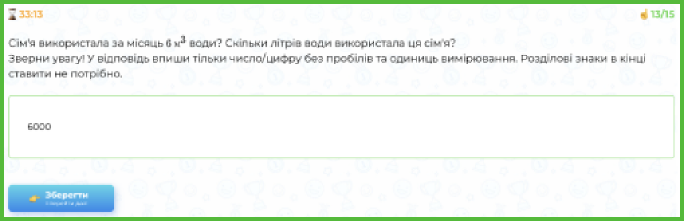 33:13
13/15
Сім'я використала за місяць 6 м³ води? Скільки літрів води використала ця сім'я?
Зверни увагу! У відповідь впиши тільки число/цифру без пробілів та одиниць вимірювання. Розділові знаки в кінці
ставити не потрібно.
6000
Зберегти